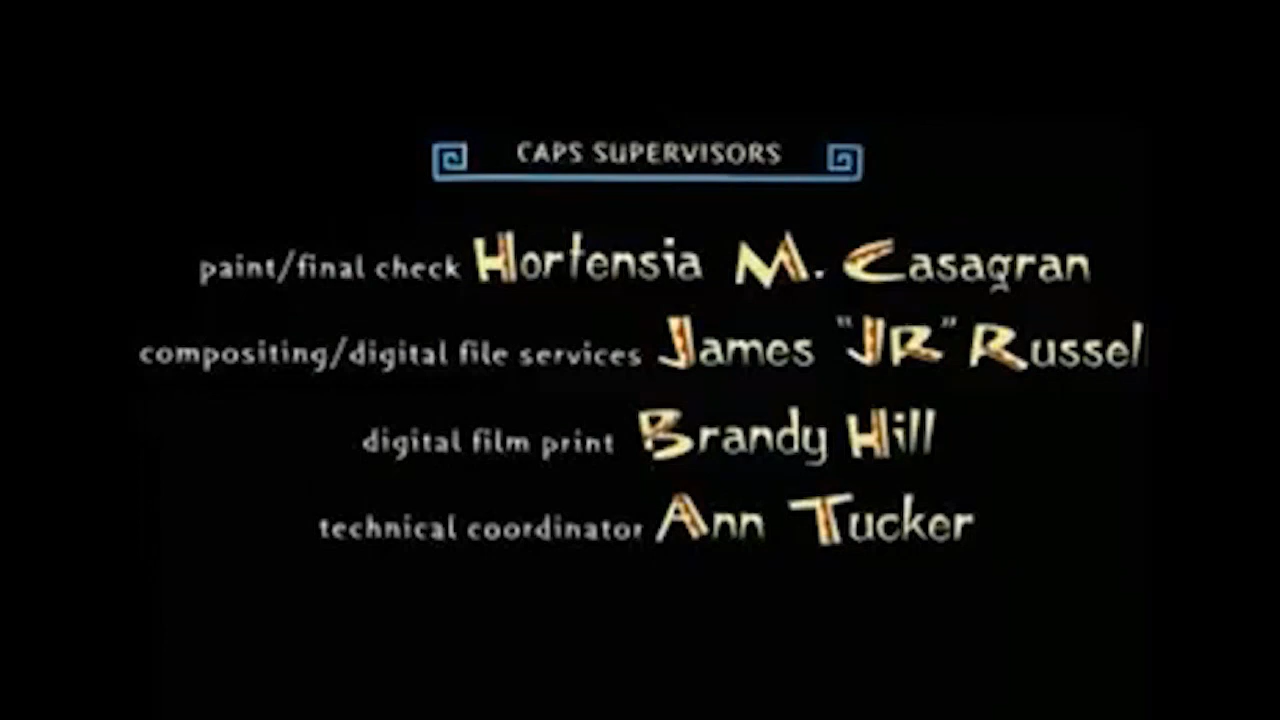 CAPS SUPERVISORS
paint/final check Hortensia M. Casagran
compositing/digital file services James "JR" Russell
digital film print Brandy Hill
technical coordinator Ann Tucker